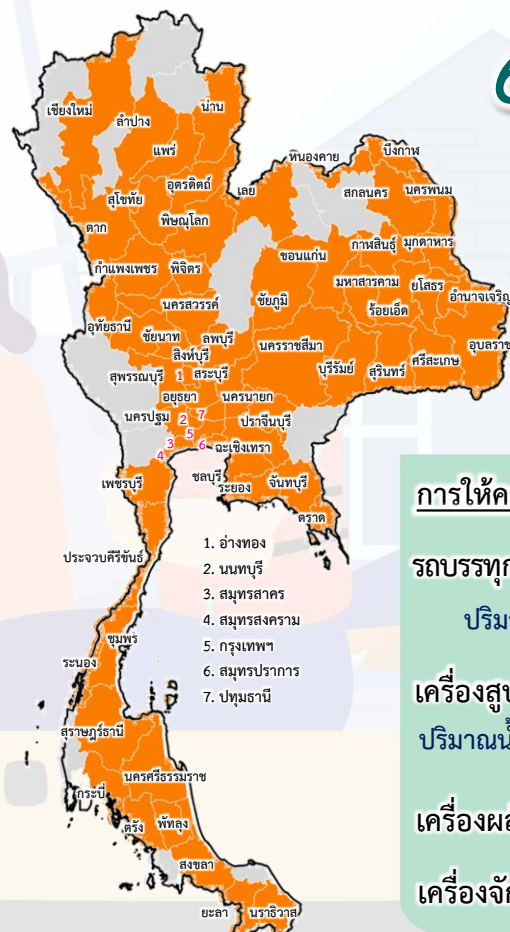 เชียงใหม่
น่าน
ลำปาง
แพร่
อุตรดิตถ์
สุโขทัย
ตาก
พิษณุโลก
กำแพงเพชร
พิจิตร
นครสวรรค์
เลย
หนองคาย
บึงกาฬ
สกลนคร
นครพนม
ขอนแก่น
กาฬสินธุ์
มุกดาหาร
มหาสารคาม
ยโสธร
ร้อยเอ็ด
อำนาจเจริญ
ชัยภูมิ
อุบลราช
อุทัยธานี
ชัยนาท
ลพบุรี
สิงห์บุรี
นครราชสีมา
บุรีรัมย์
สุรินทร์
ศรีสะเกษ
สุพรรณบุรี
1
สระบุรี
อยุธยา
นครนายก
นครปฐม
2
7
ปราจีนบุรี
3
5
6
4
ฉะเชิงเทรา
เพชรบุรี
ชลบุรี
ระยอง
จันทบุรี
ตราด
ประจวบคีรีขันธ์
1. อ่างทอง
2. นนทบุรี
3. สมุทรสาคร
4. สมุทรสงคราม
5. กรุงเทพฯ
6. สมุทรปราการ
7. ปทุมธานี
ชุมพร
ระนอง
สุราษฎร์ธานี
นครศรีธรรมราช
กระบี่
ตรัง
พัทลุง
สงขลา
ยะลา
นราธิวาส
การให้ค
รถบรรทุก
ปริม
เครื่องสูบ
ปริมาณน้ำ
เครื่องผล
เครื่องจัก